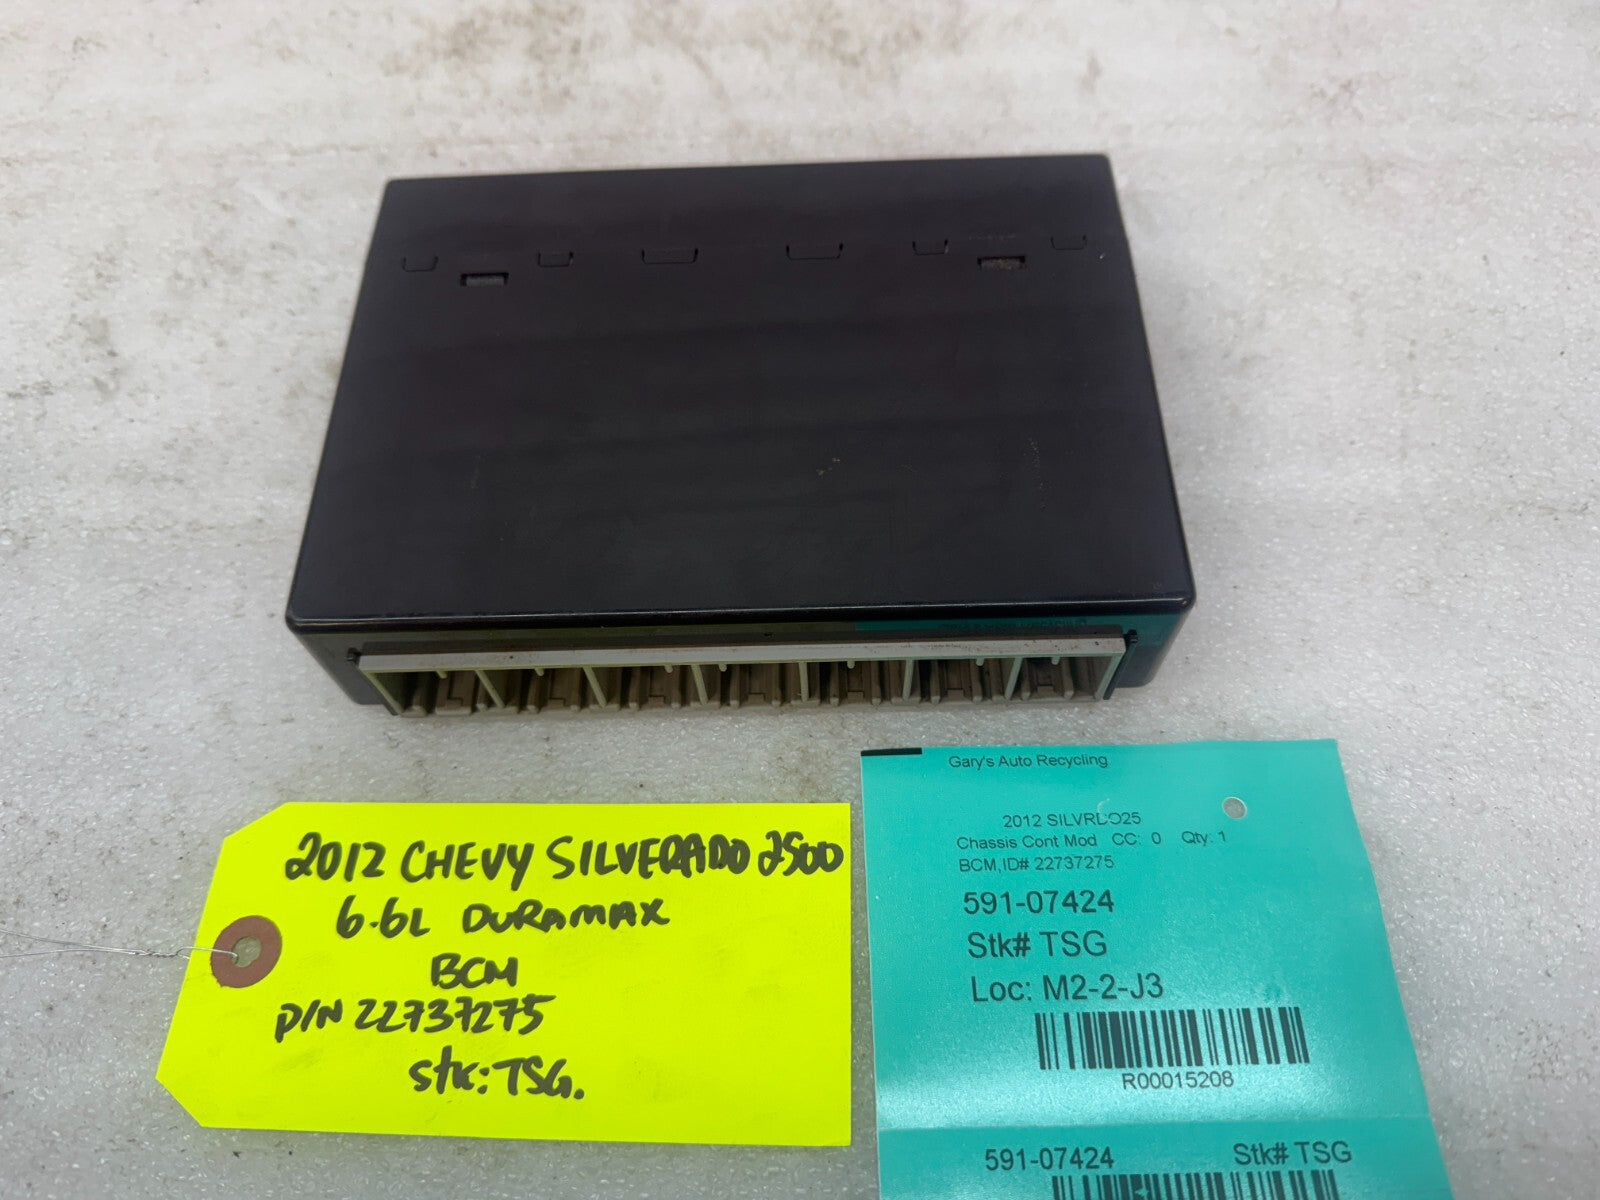 2012 CHEVY SILVERADO 2500
6.6L DURAMAX
BCM
P/N 22737275
stk: TSG.
Gary's Auto Recycling
2012 SILVRDO25
Chassis Cont Mod CC: 0 Qty: 1
BCM,ID# 22737275
591-07424
Stk# TSG
Loc: M2-2-J3
R00015208
591-07424 Stk# TSG